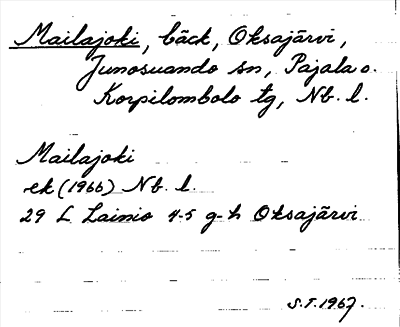 Mailajoki, bäck, Oksajärvi,
Junosuando sn, Pajala o.
Korpilombolo tg, Nb. l.
Mailajoki
ek (1966) Nb. l.
29 L Lainio 4-5 g-h Oksajärvi
S.T. 1967.